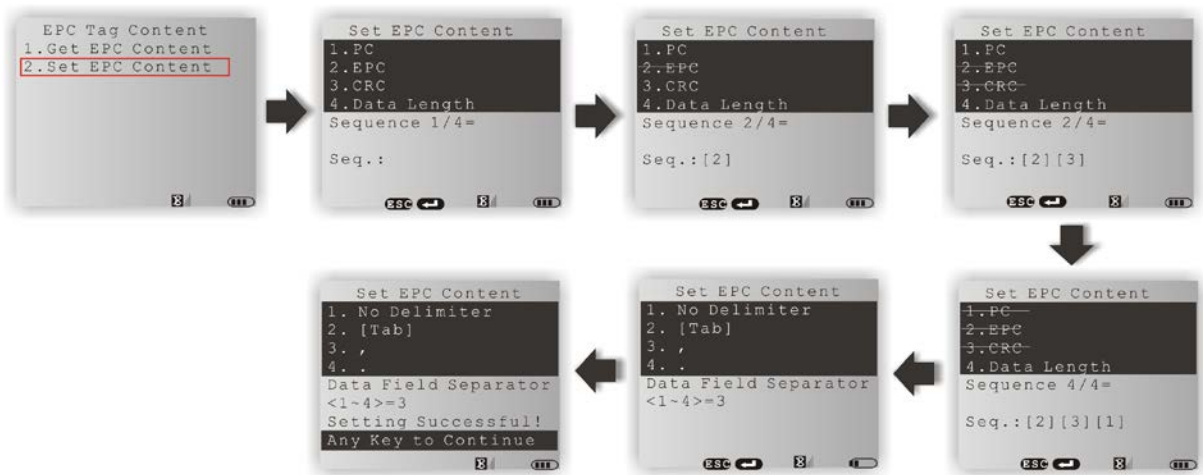 EPC Tag Content
1.Get EPC Content
2.Set EPC Content
Set EPC Content
1.PC
2.EPC
3.CRC
4.Data Length
Sequence 1/4=
Seq.:
ESC
Set EPC Content
1.PC
2.EPC
3.CRC
4.Data Length
Sequence 2/4=
Seq.:[2]
ESC
Set EPC Content
1.PC
2.EPC
3.CRC
4.Data Length
Sequence 2/4=
Seq.:[2][3]
ESC
Set EPC Content
1.PC
2.EPC
3.CRC
4.Data Length
Sequence 4/4=
Seq.:[2][3][1]
ESC
Set EPC Content
1. No Delimiter
2. [Tab]
3. ,
4. .
Data Field Separator
<1~4>=3
ESC
Set EPC Content
1. No Delimiter
2. [Tab]
3. ,
4. .
Data Field Separator
<1~4>=3
Setting Successful!
Any Key to Continue